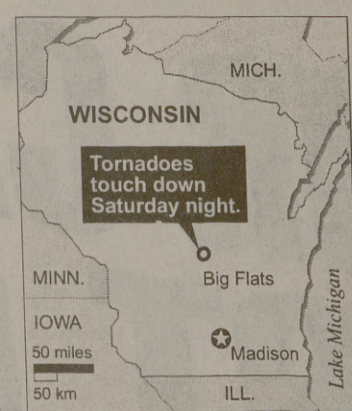 MICH.
WISCONSIN
Tornadoes
touch down
Saturday night.
Big Flats
MINN.
IOWA
50 miles
50 km
Madison
ILL.
Lake Michigan